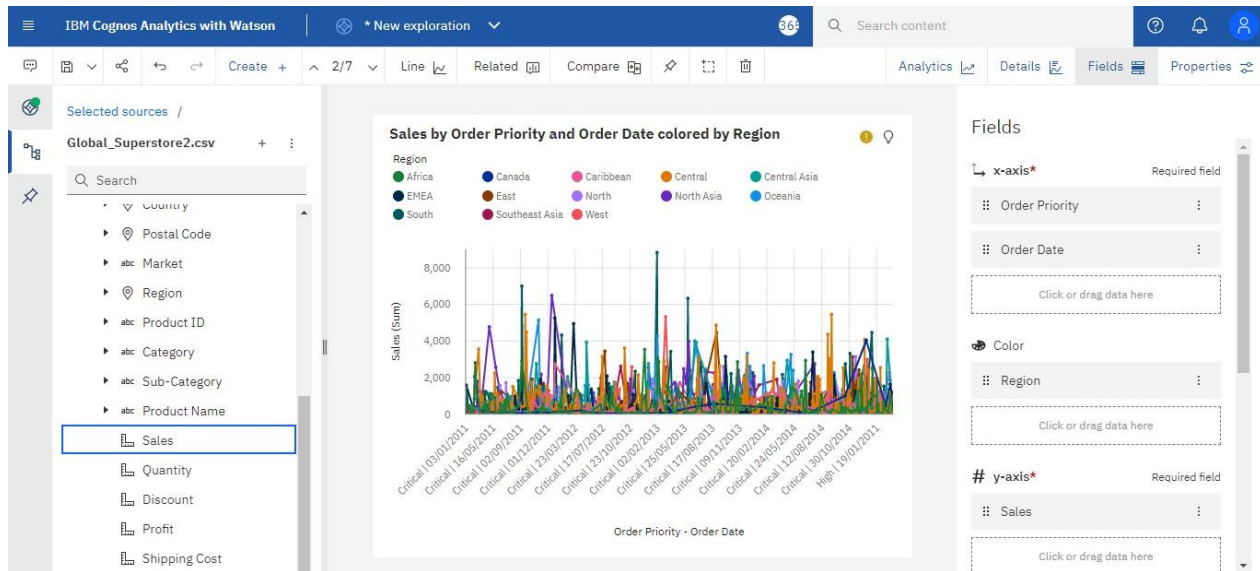 IBM Cognos Analytics with Watson
* New exploration
Search content
Create +
2/7
Line
Related
Compare
Analytics
Details
Fields
Properties
Selected sources /
Global_Superstore2.csv
Search
Country
Postal Code
abc Market
Region
abc Product ID
abc Category
abc Sub-Category
abc Product Name
Sales
Quantity
Discount
Profit
Shipping Cost
Sales by Order Priority and Order Date colored by Region
Region
Africa Canada Caribbean Central Central Asia
EMEA East North North Asia Oceania
South Southeast Asia West
Sales (Sum)
8,000
6,000
4,000
2,000
0
Critical | 03/01/2011
Critical | 16/05/2011
Critical | 02/09/2011
Critical | 01/12/2011
Critical | 23/03/2012
Critical | 17/07/2012
Critical | 23/10/2012
Critical | 02/02/2013
Critical | 25/05/2013
Critical | 17/08/2013
Critical | 09/11/2013
Critical | 20/02/2014
Critical | 24/05/2014
Critical | 12/08/2014
Critical | 30/10/2014
High | 19/01/2011
Order Priority - Order Date
Fields
x-axis* Required field
Order Priority
Order Date
Click or drag data here
Color
Region
Click or drag data here
# y-axis* Required field
Sales
Click or drag data here